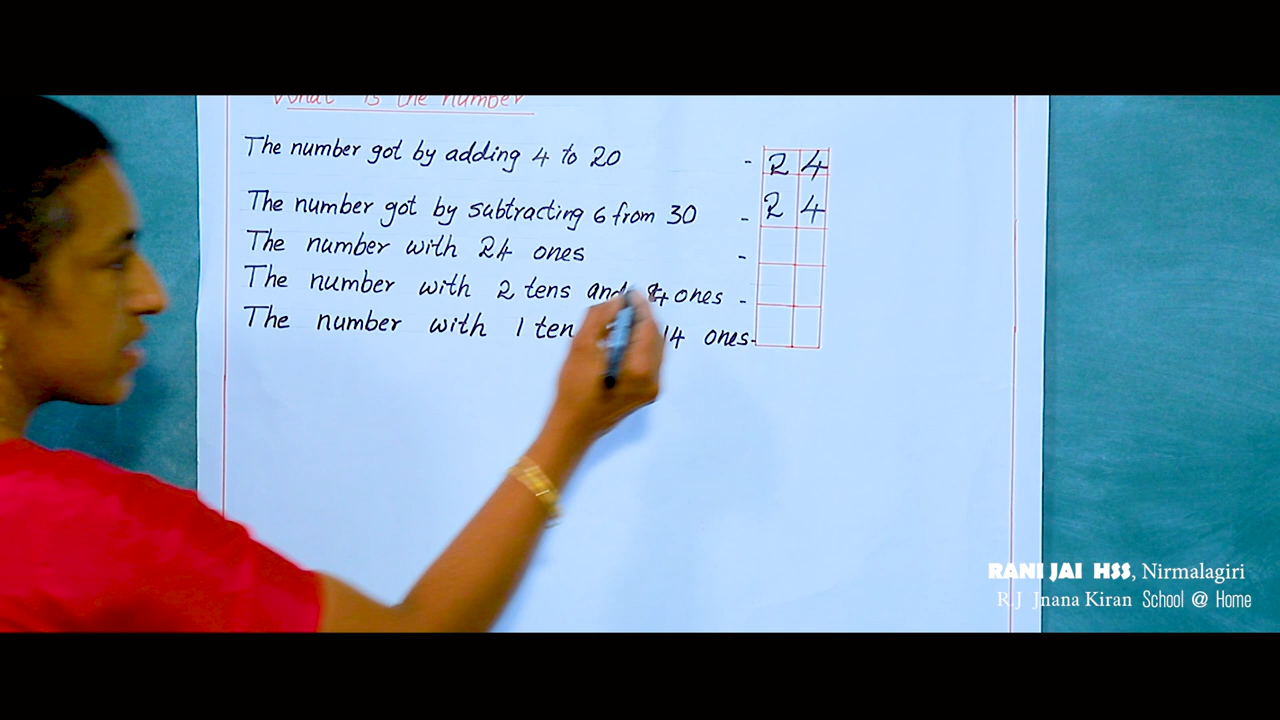 What is the number
The number got by adding 4 to 20 - 24
The number got by subtracting 6 from 30 - 24
The number with 24 ones -
The number with 2 tens and 4 ones -
The number with 1 ten 14 ones -
RANI JAI HSS, Nirmalagiri
R.J Jnana Kiran School @ Home